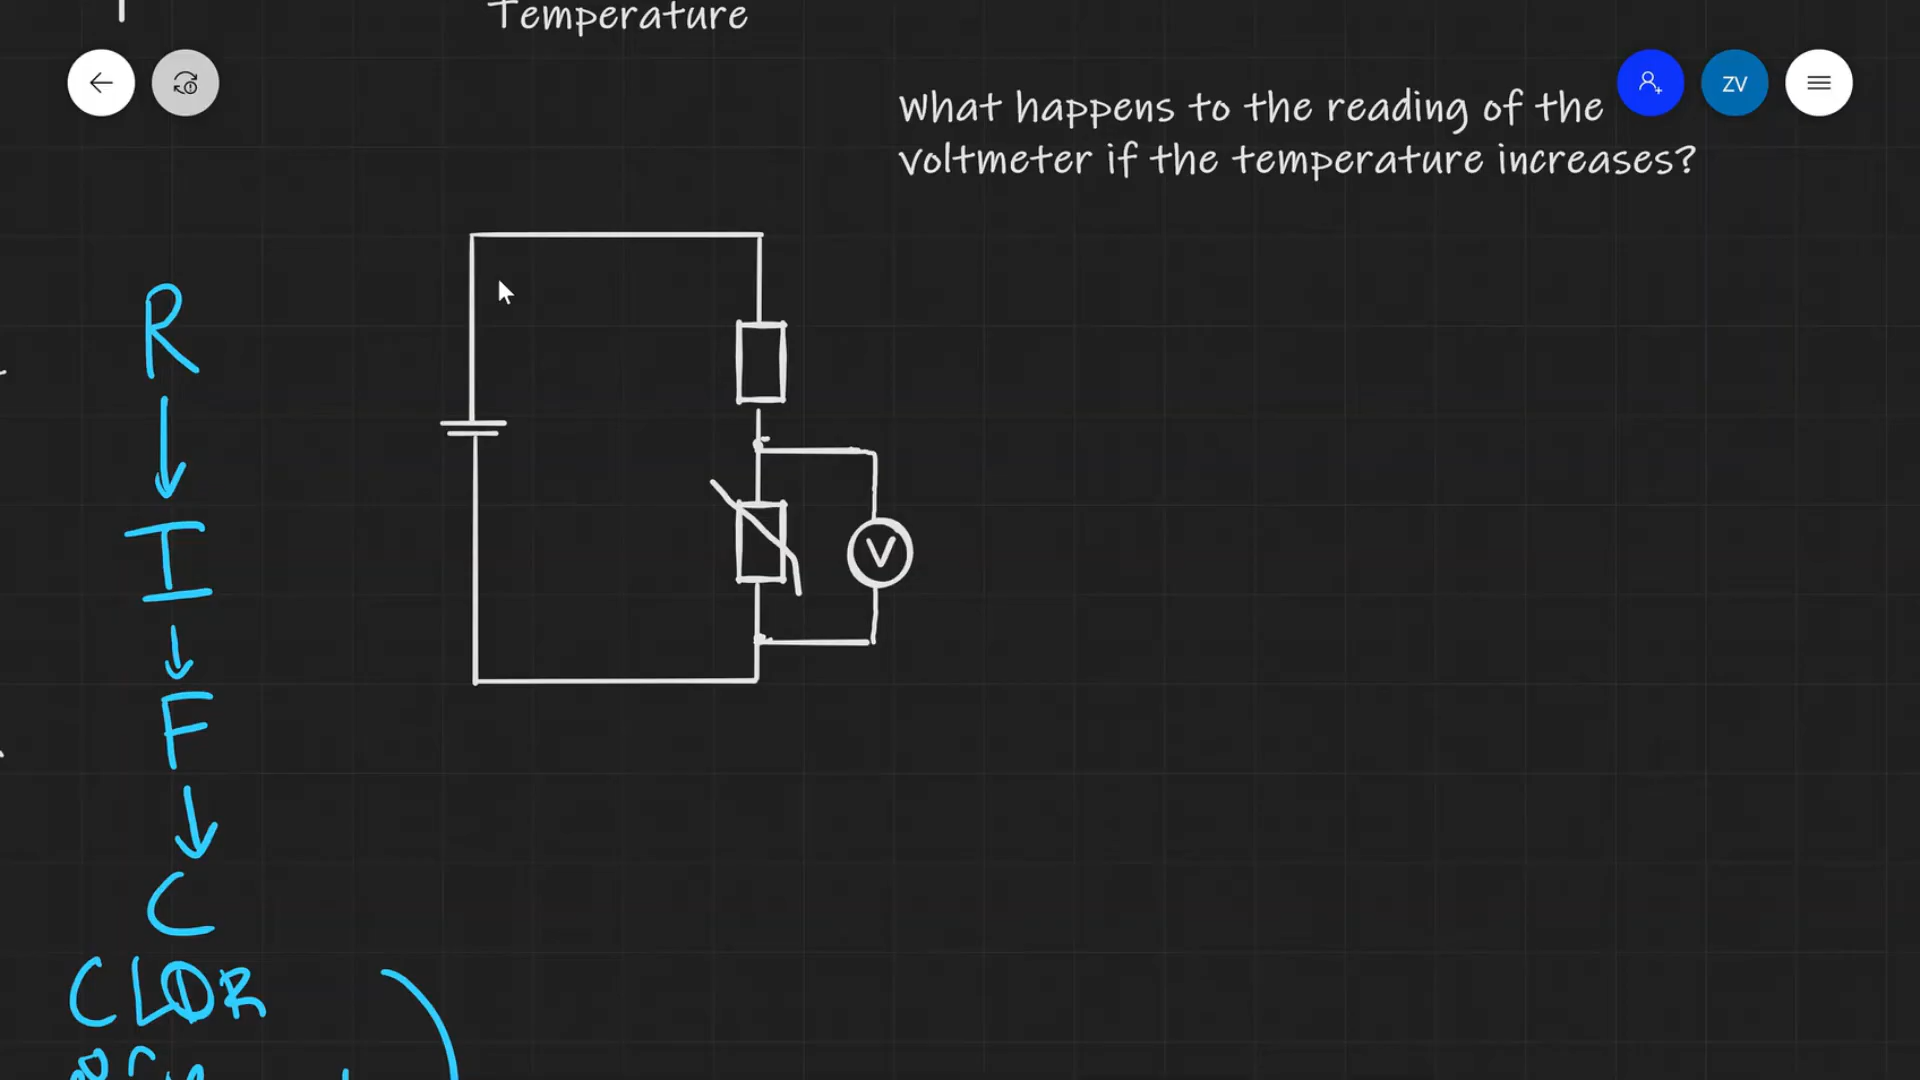 Temperature
ZV
What happens to the reading of the
voltmeter if the temperature increases?
R
I
F
C
V
CLDR